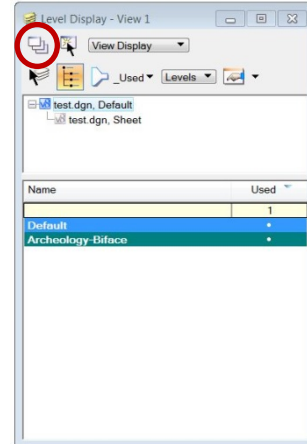 Level Display - View 1
View Display
_Used Levels
test.dgn, Default
test.dgn, Sheet
Name Used
1
Default
Archeology-Biface